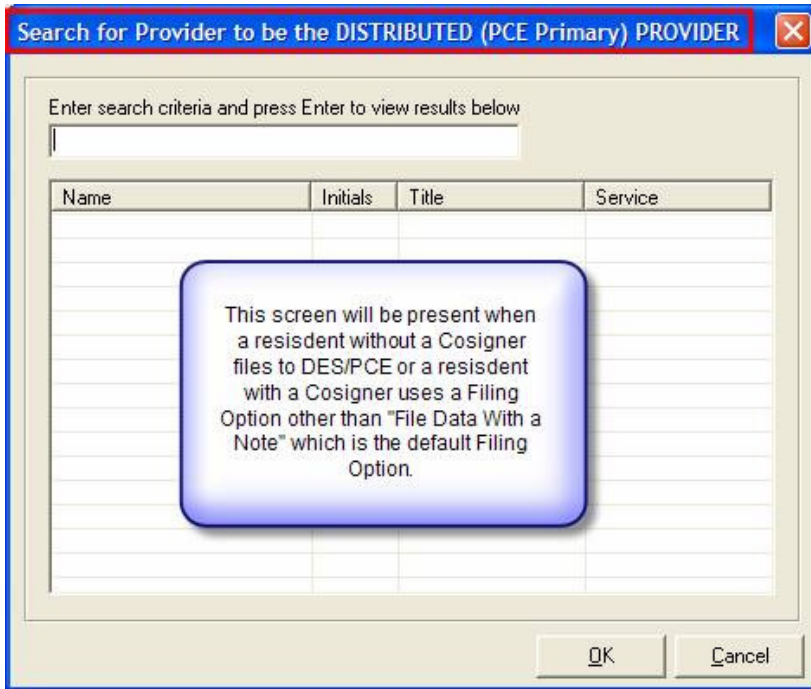 Search for Provider to be the DISTRIBUTED (PCE Primary) PROVIDER
Enter search criteria and press Enter to view results below
Name Initials Title Service
This screen will be present when
a resisdent without a Cosigner
files to DES/PCE or a resisdent
with a Cosigner uses a Filing
Option other than "File Data With a
Note" which is the default Filing
Option.
OK Cancel